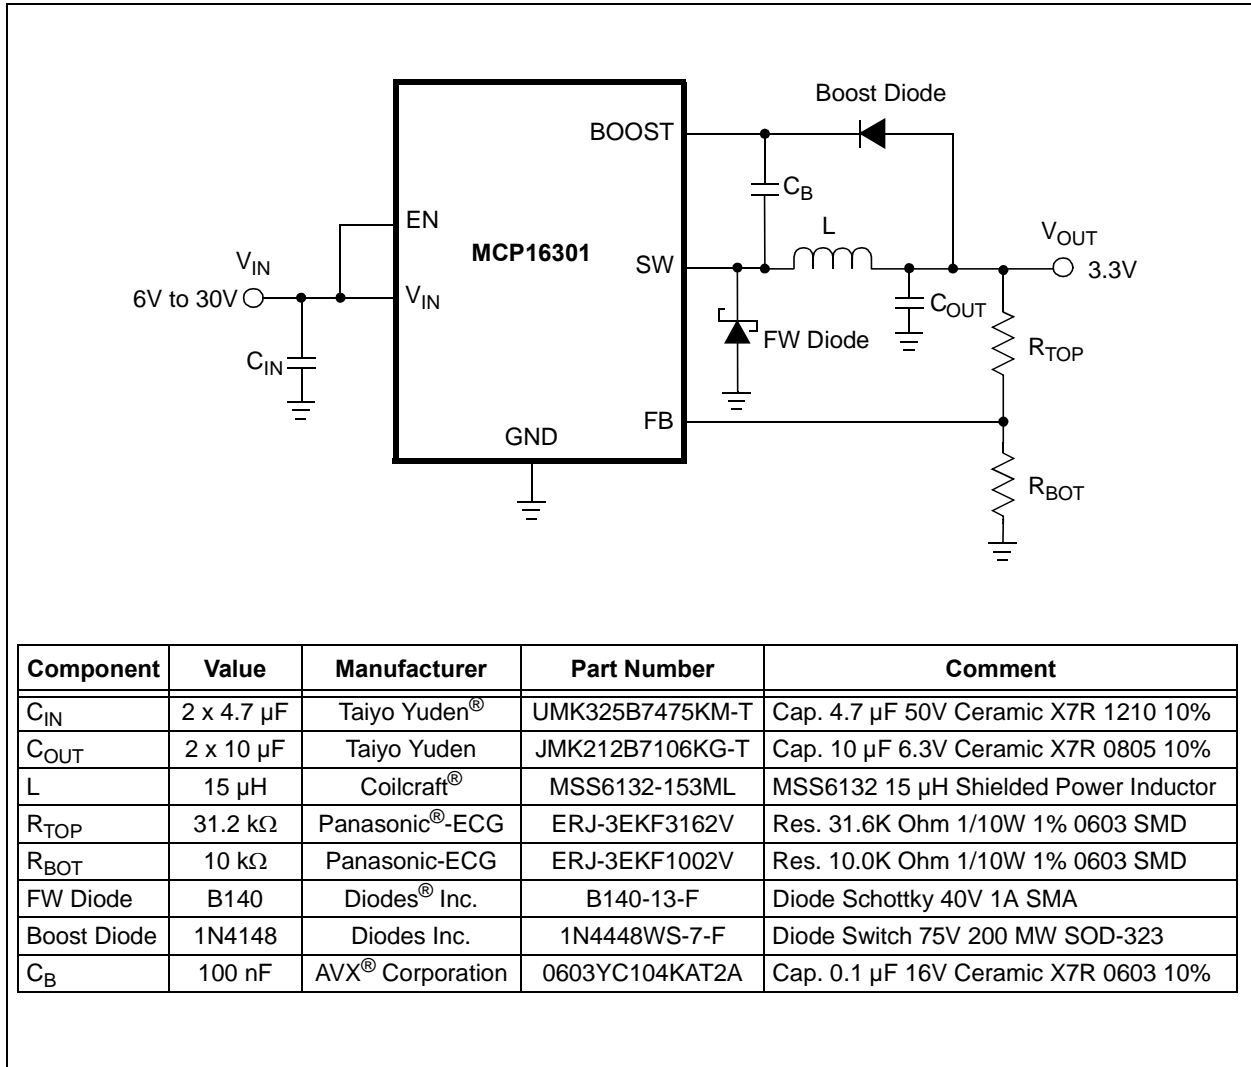 Boost Diode
BOOST
C_B
EN
MCP16301
L
V_OUT
V_IN
SW
3.3V
6V to 30V
V_IN
C_OUT
FW Diode
R_TOP
C_IN
FB
GND
R_BOT
Component Value Manufacturer Part Number Comment
C_IN 2 x 4.7 µF Taiyo Yuden® UMK325B7475KM-T Cap. 4.7 µF 50V Ceramic X7R 1210 10%
C_OUT 2 x 10 µF Taiyo Yuden JMK212B7106KG-T Cap. 10 µF 6.3V Ceramic X7R 0805 10%
L 15 µH Coilcraft® MSS6132-153ML MSS6132 15 µH Shielded Power Inductor
R_TOP 31.2 kΩ Panasonic®-ECG ERJ-3EKF3162V Res. 31.6K Ohm 1/10W 1% 0603 SMD
R_BOT 10 kΩ Panasonic-ECG ERJ-3EKF1002V Res. 10.0K Ohm 1/10W 1% 0603 SMD
FW Diode B140 Diodes® Inc. B140-13-F Diode Schottky 40V 1A SMA
Boost Diode 1N4148 Diodes Inc. 1N4448WS-7-F Diode Switch 75V 200 MW SOD-323
C_B 100 nF AVX® Corporation 0603YC104KAT2A Cap. 0.1 µF 16V Ceramic X7R 0603 10%